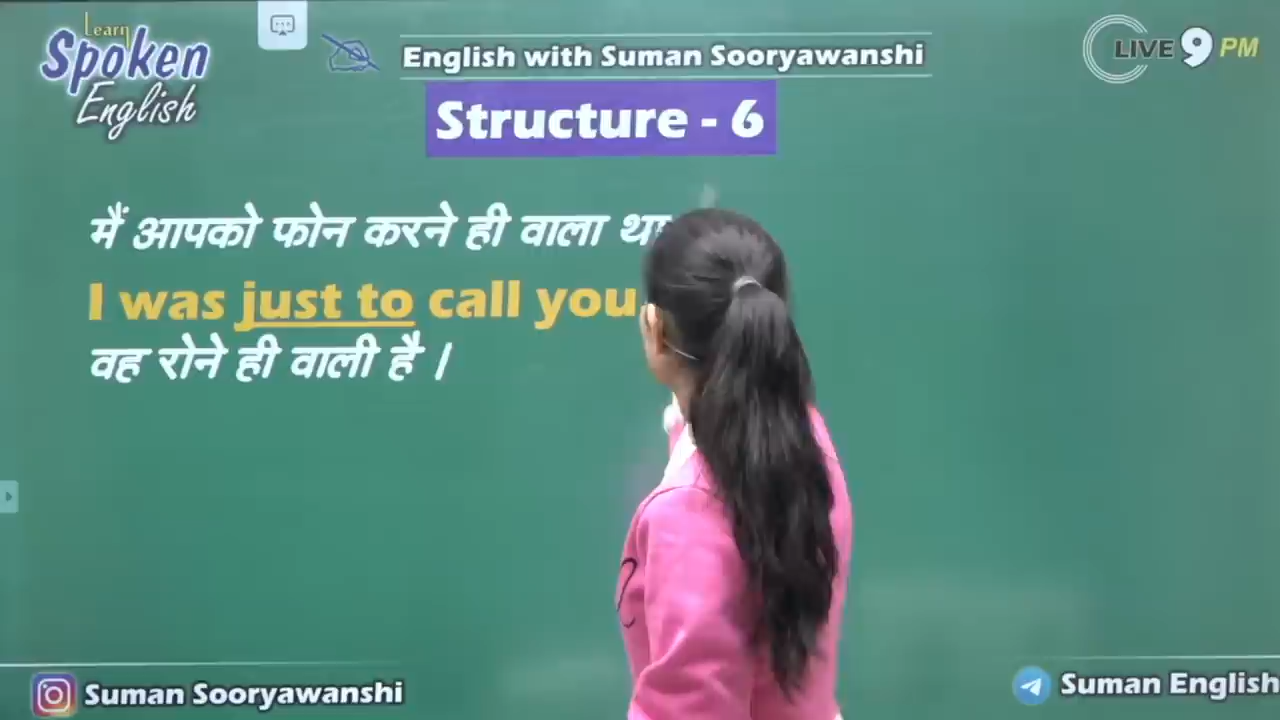 Learn
Spoken
English
English with Suman Sooryawanshi
LIVE 9 PM
Structure - 6
मैं आपको फोन करने ही वाला था
I was just to call you.
वह रोने ही वाली है ।
Suman Sooryawanshi
Suman English